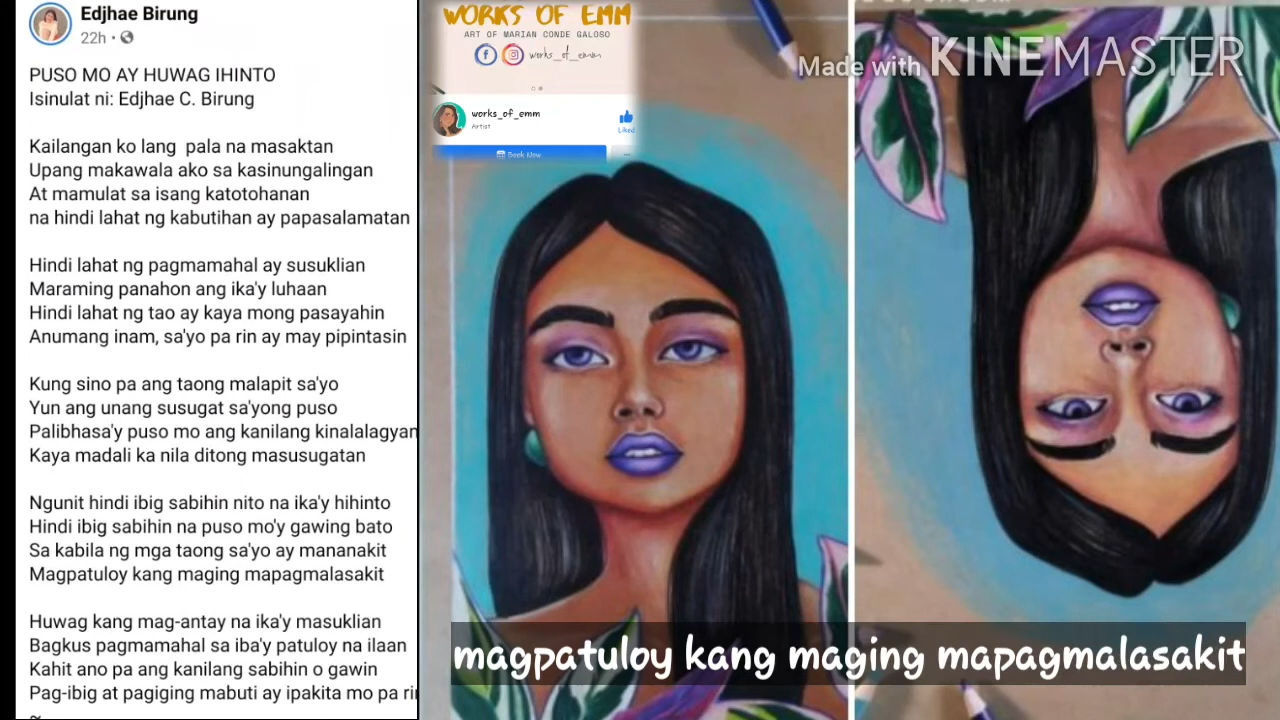 Edjhae Birung
22h
PUSO MO AY HUWAG IHINTO
Isinulat ni: Edjhae C. Birung
Kailangan ko lang pala na masaktan
Upang makawala ako sa kasinungalingan
At mamulat sa isang katotohanan
na hindi lahat ng kabutihan ay papasalamatan
Hindi lahat ng pagmamahal ay susuklian
Maraming panahon ang ika'y luhaan
Hindi lahat ng tao ay kaya mong pasayahin
Anumang inam, sa'yo pa rin ay may pipintasin
Kung sino pa ang taong malapit sa'yo
Yun ang unang susugat sa'yong puso
Palibhasa'y puso mo ang kanilang kinalalagyan
Kaya madali ka nila ditong masusugatan
Ngunit hindi ibig sabihin nito na ika'y hihinto
Hindi ibig sabihin na puso mo'y gawing bato
Sa kabila ng mga taong sa'yo ay mananakit
Magpatuloy kang maging mapagmalasakit
Huwag kang mag-antay na ika'y masuklian
Bagkus pagmamahal sa iba'y patuloy na ilaan
Kahit ano pa ang kanilang sabihin o gawin
Pag-ibig at pagiging mabuti ay ipakita mo pa rin
WORKS OF EMM
ART OF MARIAN CONDE GALOSO
works_of_emm
works_of_emm
Artist
Liked
Book Now
Made with KINEMASTER
magpatuloy kang maging mapagmalasakit